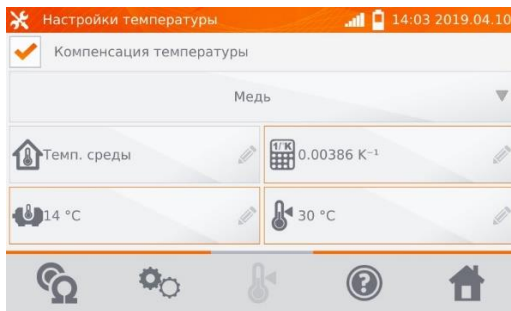 Настройки температуры 14:03 2019.04.10
Компенсация температуры
Медь
Темп. среды
1/K 0.00386 K⁻¹
14 °C
30 °C
Ω
?